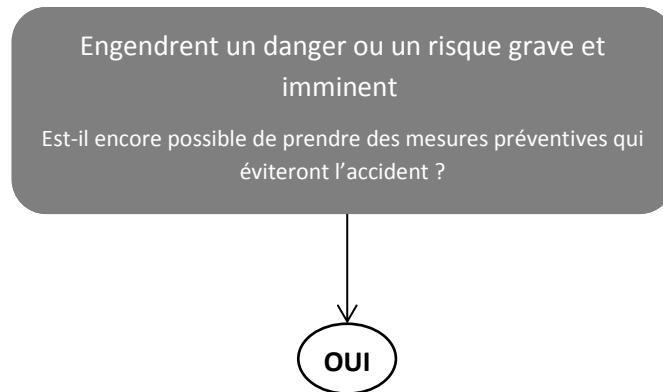 Engendrent un danger ou un risque grave et
imminent
Est-il encore possible de prendre des mesures préventives qui
éviteront l’accident ?
OUI